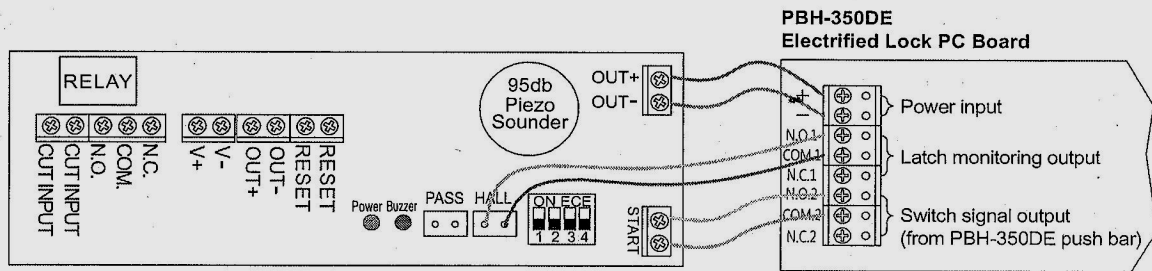 PBH-350DE
Electrified Lock PC Board
RELAY
95db
Piezo
Sounder
OUT+
OUT-
+
-
Power input
N.O.1
COM.1
N.C.1
Latch monitoring output
N.O.2
COM.2
N.C.2
Switch signal output
(from PBH-350DE push bar)
CUT INPUT
CUT INPUT
N.O.
COM.
N.C.
V+
V-
OUT+
OUT-
RESET
RESET
Power Buzzer
PASS
HALL
ON ECE
1 2 3 4
START